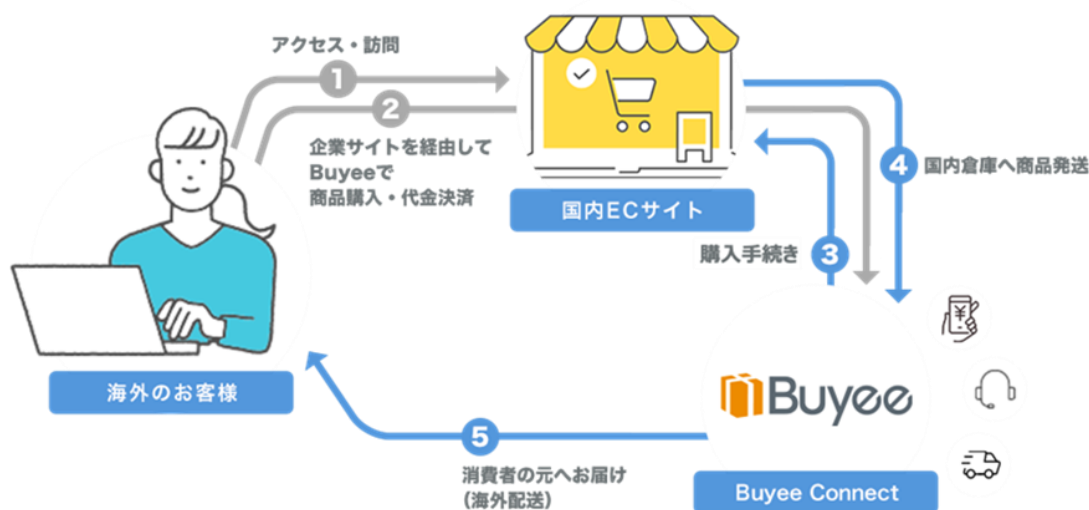 アクセス・訪問
1
2
企業サイトを経由して
Buyeeで
商品購入・代金決済
国内ECサイト
4
国内倉庫へ商品発送
購入手続き
3
¥
海外のお客様
Buyee
5
消費者の元へお届け
（海外配送）
Buyee Connect